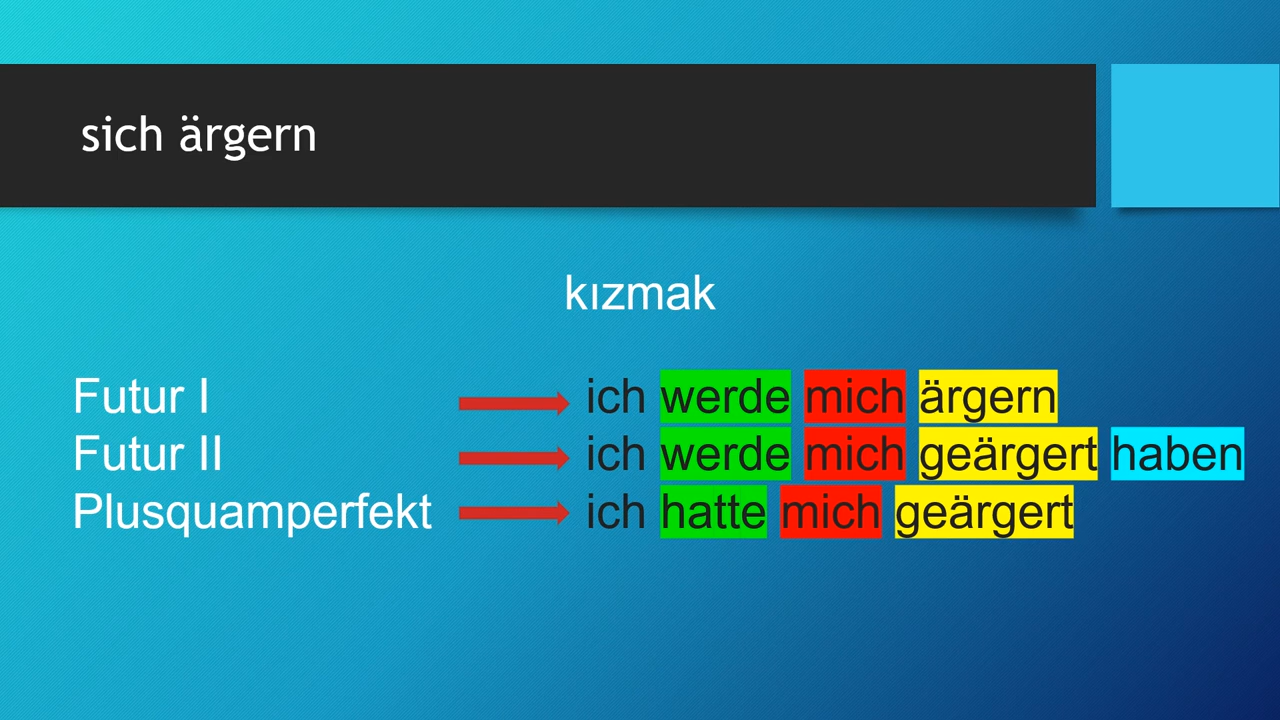 sich ärgern
kızmak
Futur I ich werde mich ärgern
Futur II ich werde mich geärgert haben
Plusquamperfekt ich hatte mich geärgert